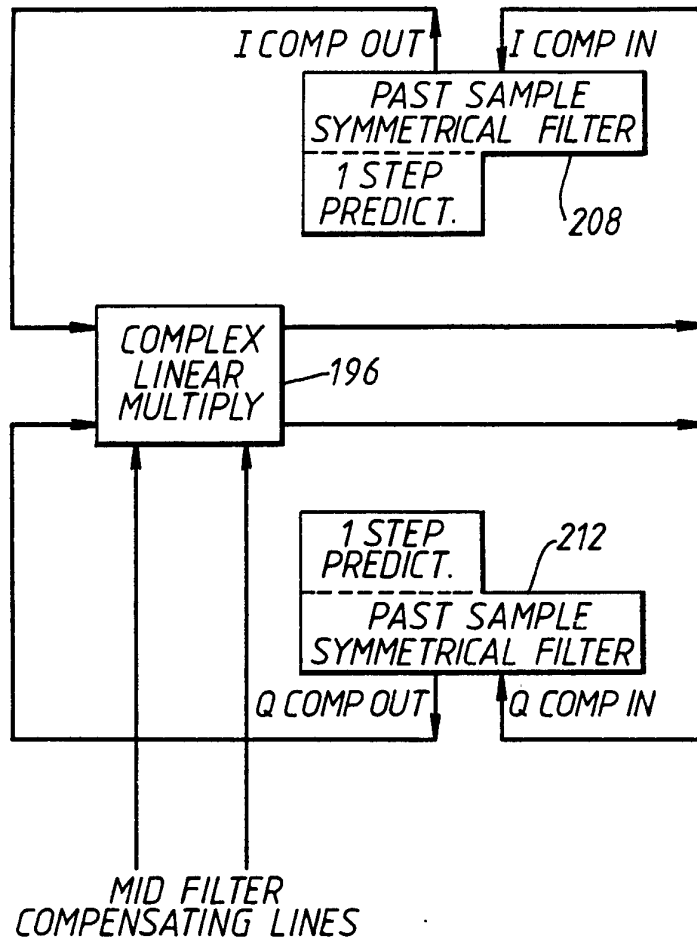 I COMP OUT
I COMP IN
PAST SAMPLE
SYMMETRICAL FILTER
1 STEP
PREDICT.
208
COMPLEX
LINEAR
MULTIPLY
196
1 STEP
PREDICT.
212
PAST SAMPLE
SYMMETRICAL FILTER
Q COMP OUT
Q COMP IN
MID FILTER
COMPENSATING LINES